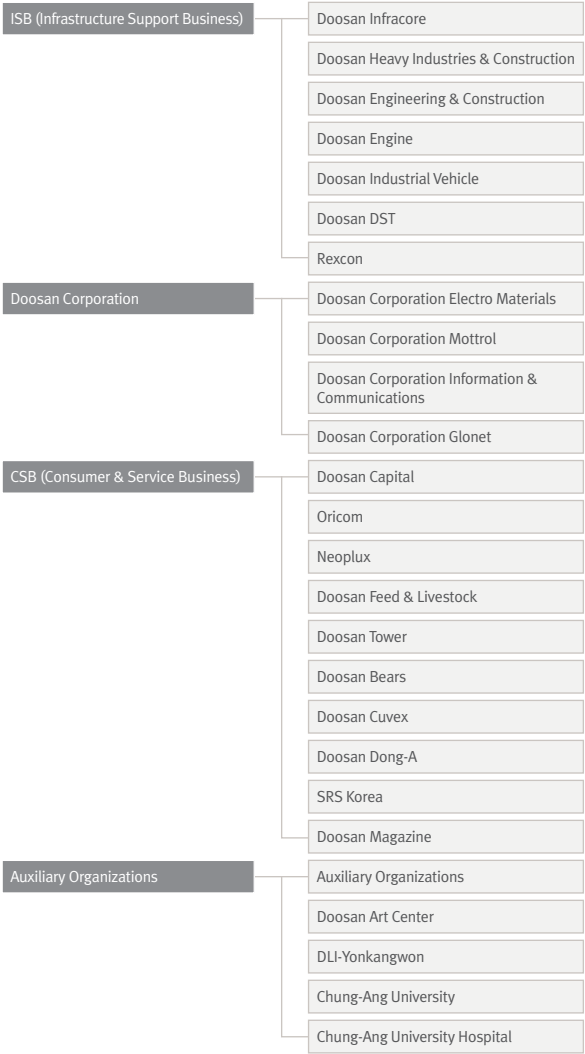 ISB (Infrastructure Support Business)
Doosan Infracore
Doosan Heavy Industries & Construction
Doosan Engineering & Construction
Doosan Engine
Doosan Industrial Vehicle
Doosan DST
Rexcon
Doosan Corporation
Doosan Corporation Electro Materials
Doosan Corporation Mottrol
Doosan Corporation Information &
Communications
Doosan Corporation Glonet
CSB (Consumer & Service Business)
Doosan Capital
Oricom
Neoplux
Doosan Feed & Livestock
Doosan Tower
Doosan Bears
Doosan Cuvex
Doosan Dong-A
SRS Korea
Doosan Magazine
Auxiliary Organizations
Auxiliary Organizations
Doosan Art Center
DLI-Yonkangwon
Chung-Ang University
Chung-Ang University Hospital